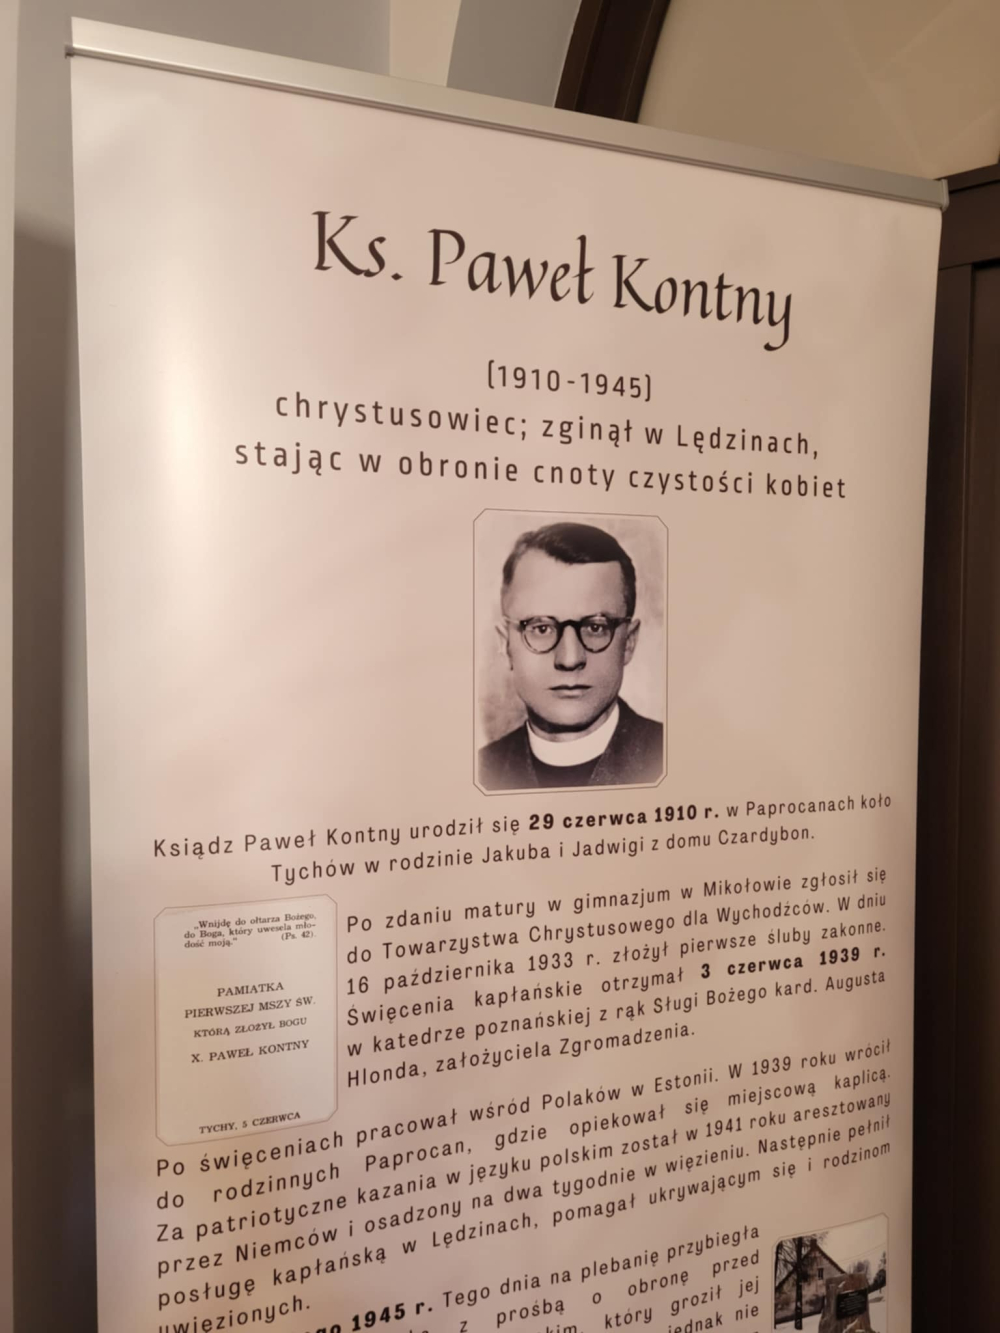 Ks. Paweł Kontny
(1910-1945)
chrystusowiec; zginął w Lędzinach,
stając w obronie cnoty czystości kobiet
Ksiądz Paweł Kontny urodził się 29 czerwca 1910 r. w Paprocanach koło
Tychów w rodzinie Jakuba i Jadwigi z domu Czardybon.
„Wnijdę do ołtarza Bożego,
do Boga, który uwesela mło-
dość moją." (Ps. 42).
PAMIATKA
PIERWSZEJ MSZY ŚW.
KTÓRĄ ZŁOŻYŁ BOGU
X. PAWEŁ KONTNY
TYCHY, 5 CZERWCA
Po zdaniu matury w gimnazjum w Mikołowie zgłosił się
do Towarzystwa Chrystusowego dla Wychodźców. W dniu
16 października 1933 r. złożył pierwsze śluby zakonne.
Święcenia kapłańskie otrzymał 3 czerwca 1939 r.
w katedrze poznańskiej z rąk Sługi Bożego kard. Augusta
Hlonda, założyciela Zgromadzenia.
Po święceniach pracował wśród Polaków w Estonii. W 1939 roku wrócił
do rodzinnych Paprocan, gdzie opiekował się miejscową kaplicą.
Za patriotyczne kazania w języku polskim został w 1941 roku aresztowany
przez Niemców i osadzony na dwa tygodnie w więzieniu. Następnie pełnił
posługę kapłańską w Lędzinach, pomagał ukrywającym się i rodzinom
uwięzionych.
1945 r. Tego dnia na plebanię przybiegła
z prośbą o obronę przed
który groził jej
jednak nie